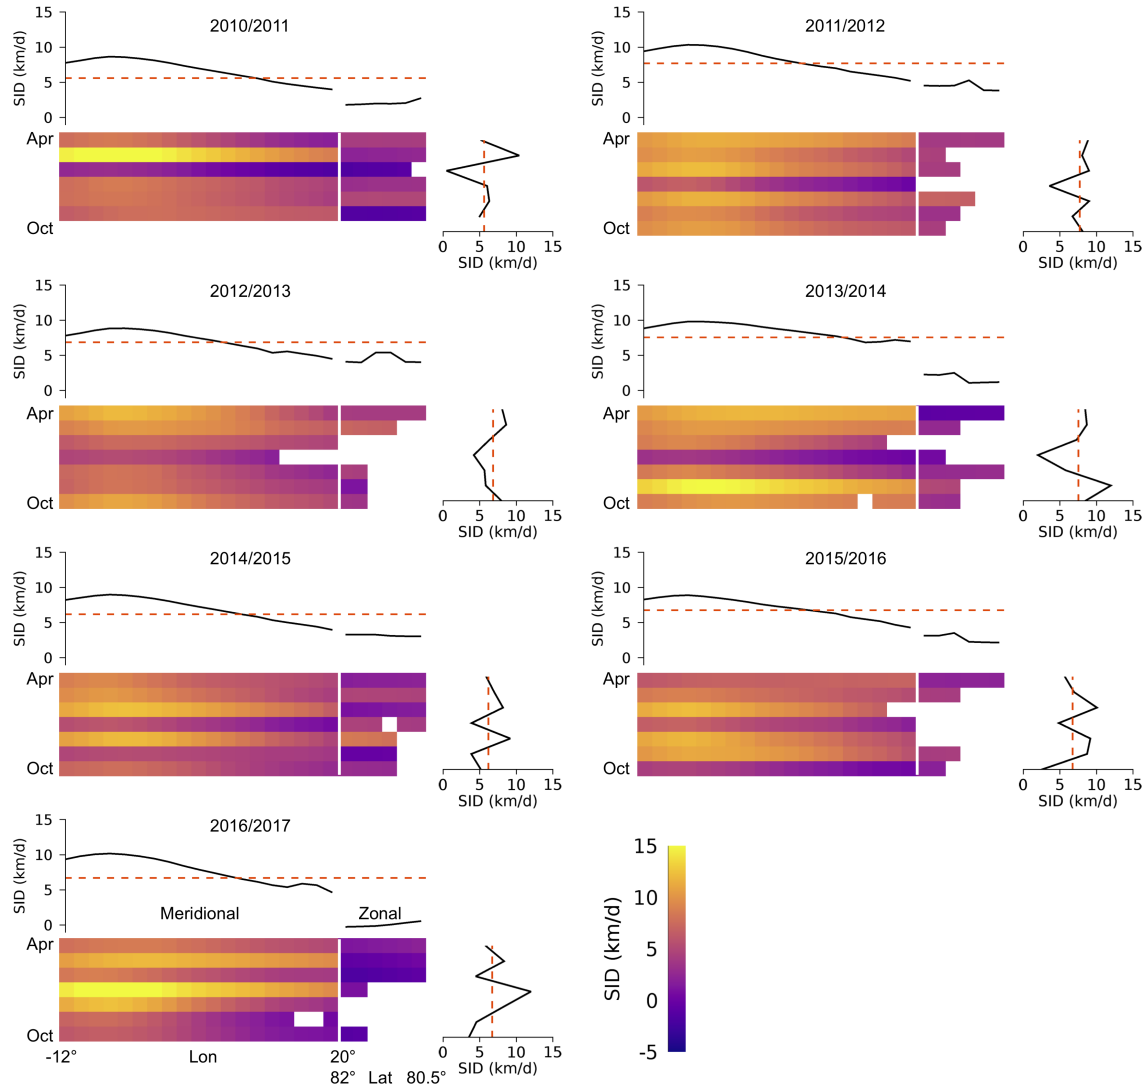 2010/2011
15
10
5
0
SID (km/d)
Apr
Oct
0 5 10 15
SID (km/d)
2011/2012
15
10
5
0
SID (km/d)
Apr
Oct
0 5 10 15
SID (km/d)
2012/2013
15
10
5
0
SID (km/d)
Apr
Oct
0 5 10 15
SID (km/d)
2013/2014
15
10
5
0
SID (km/d)
Apr
Oct
0 5 10 15
SID (km/d)
2014/2015
15
10
5
0
SID (km/d)
Apr
Oct
0 5 10 15
SID (km/d)
2015/2016
15
10
5
0
SID (km/d)
Apr
Oct
0 5 10 15
SID (km/d)
2016/2017
15
10
5
0
SID (km/d)
Meridional Zonal
Apr
Oct
-12° Lon 20°
82° Lat 80.5°
0 5 10 15
SID (km/d)
15
10
5
0
-5
SID (km/d)